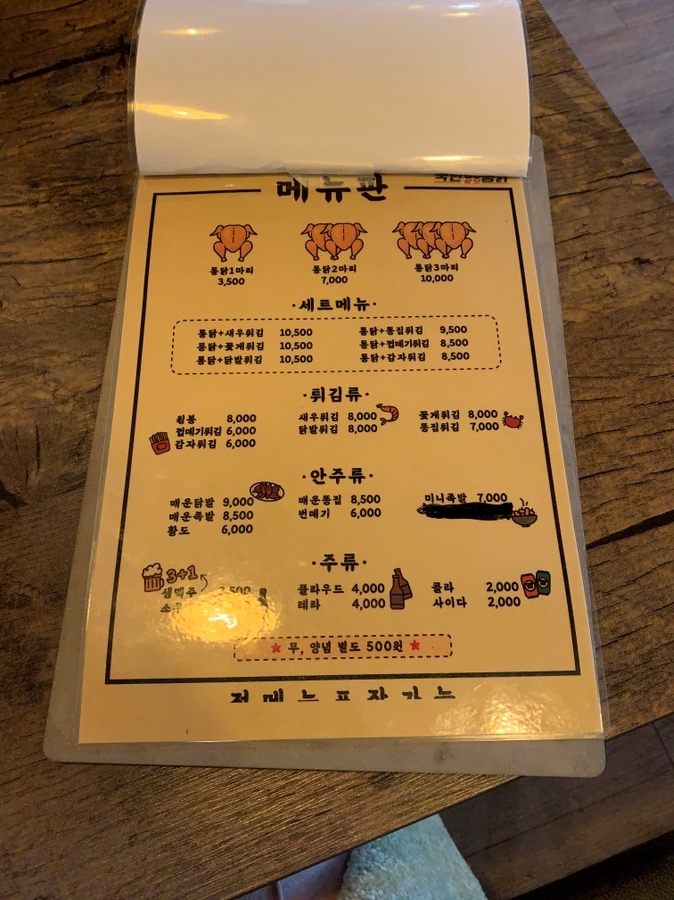 메뉴판
통닭1마리 통닭2마리 통닭3마리
3,500 7,000 10,000
·세트메뉴·
통닭+새우튀김 10,500 통닭+똥집튀김 9,500
통닭+꽃게튀김 10,500 통닭+껍데기튀김 8,500
통닭+닭발튀김 10,500 통닭+감자튀김 8,500
·튀김류·
윙봉 8,000 새우튀김 8,000 꽃게튀김 8,000
껍데기튀김 6,000 닭발튀김 8,000 똥집튀김 7,000
감자튀김 6,000
·안주류·
매운닭발 9,000 매운똥집 8,500 미니족발 7,000
매운족발 8,500 번데기 6,000
황도 6,000
·주류·
3+1
생맥주 클라우드 4,000 콜라 2,000
테라 4,000 사이다 2,000
무, 양념 별도 500원